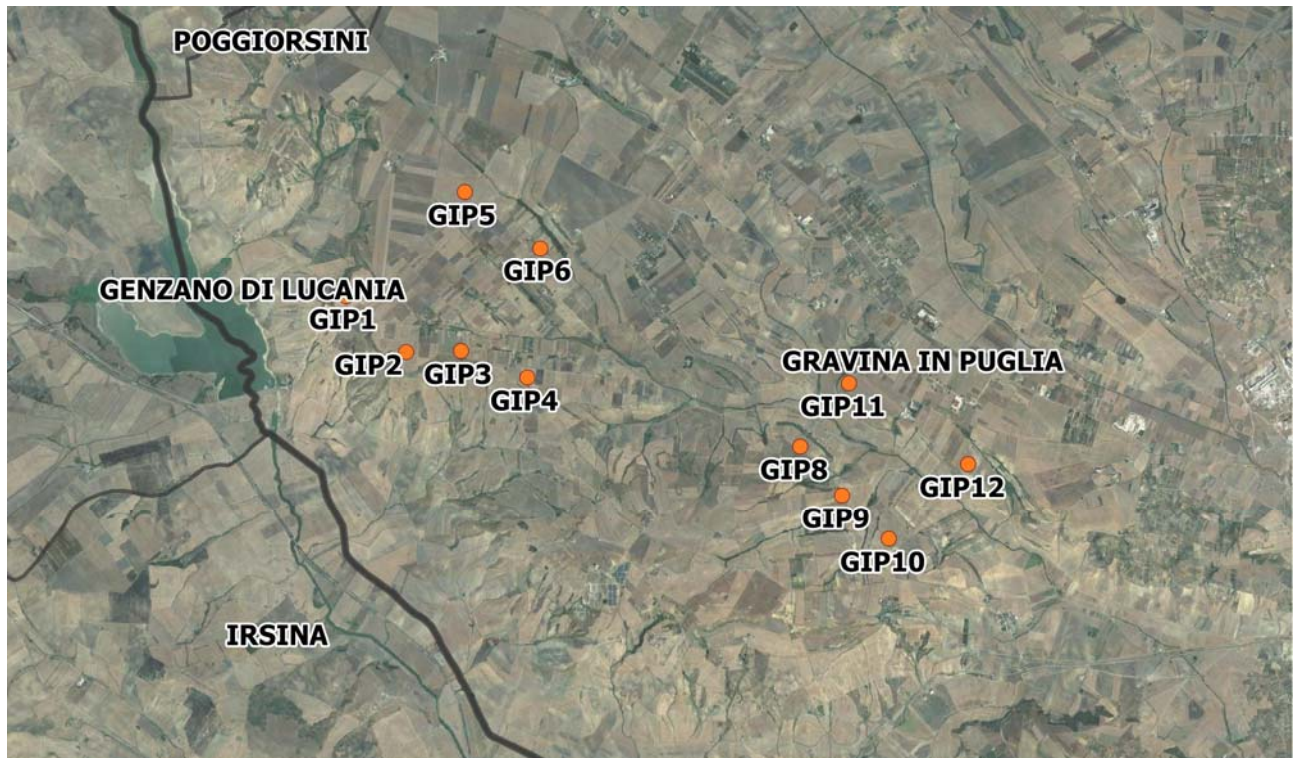 POGGIORSINI
GIP5
GIP6
GENZANO DI LUCANIA
GIP1
GIP2
GIP3
GIP4
GRAVINA IN PUGLIA
GIP11
GIP8
GIP12
GIP9
GIP10
IRSINA